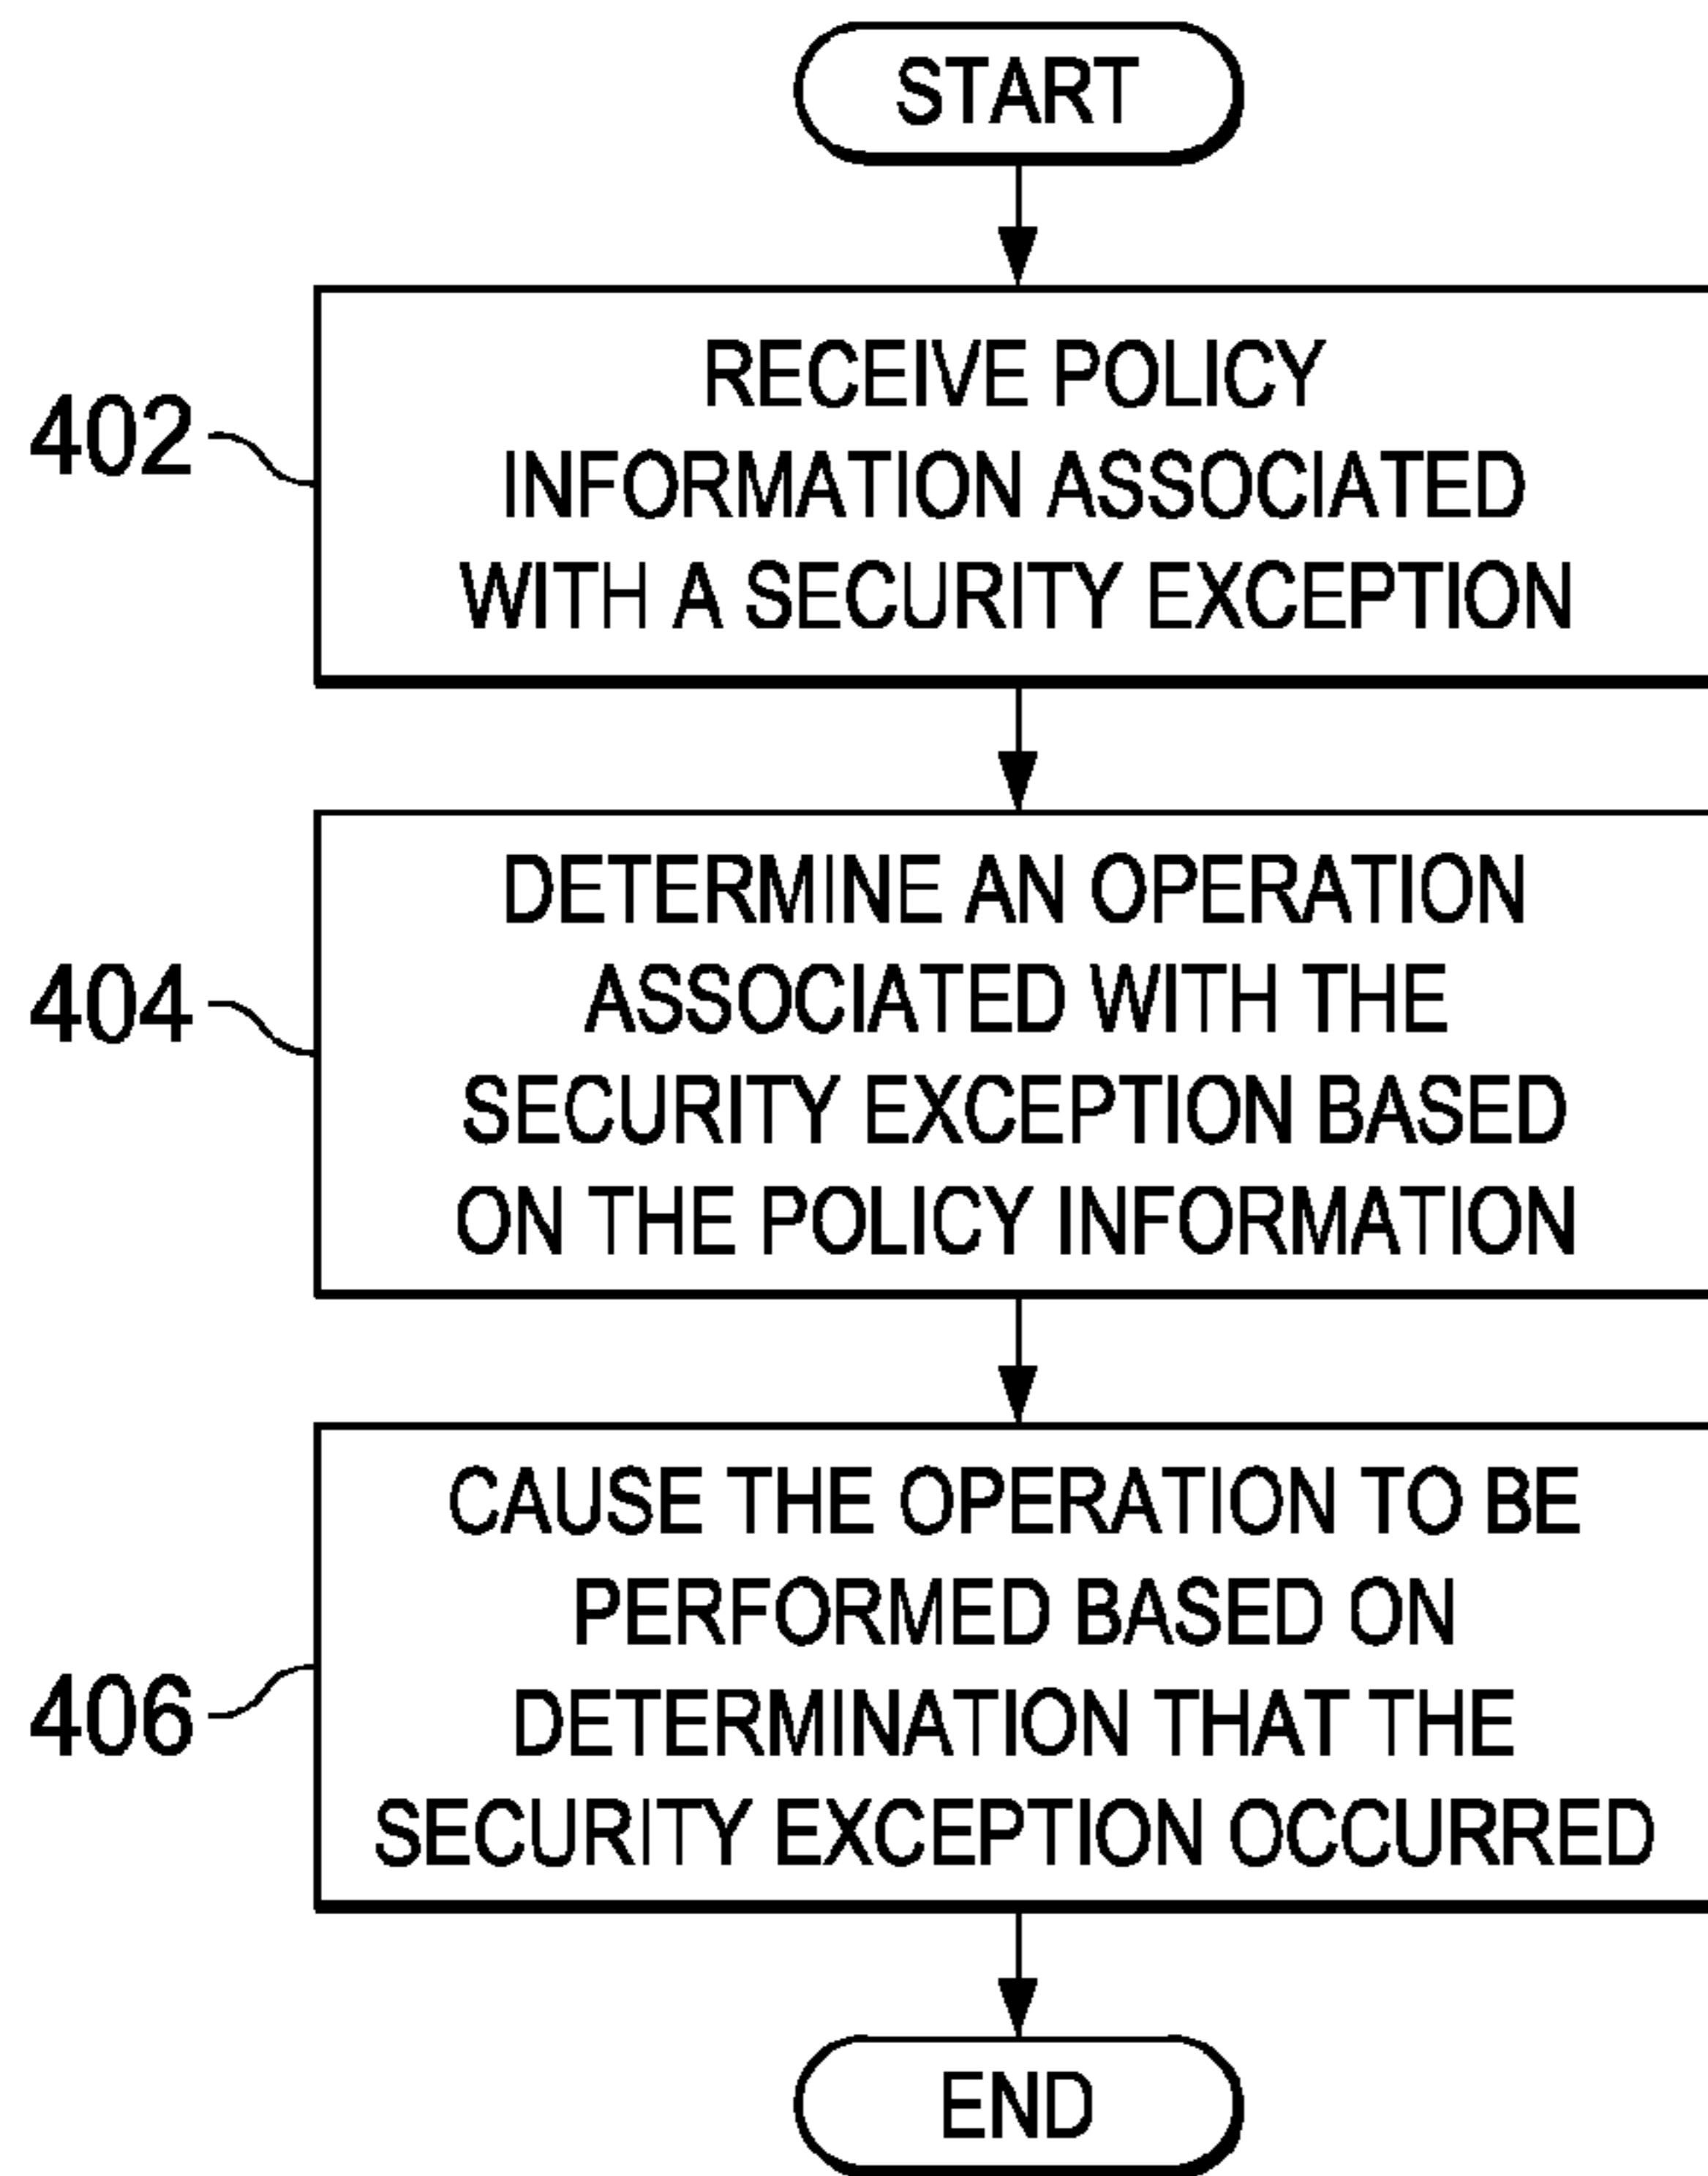 START
402
RECEIVE POLICY
INFORMATION ASSOCIATED
WITH A SECURITY EXCEPTION
404
DETERMINE AN OPERATION
ASSOCIATED WITH THE
SECURITY EXCEPTION BASED
ON THE POLICY INFORMATION
406
CAUSE THE OPERATION TO BE
PERFORMED BASED ON
DETERMINATION THAT THE
SECURITY EXCEPTION OCCURRED
END